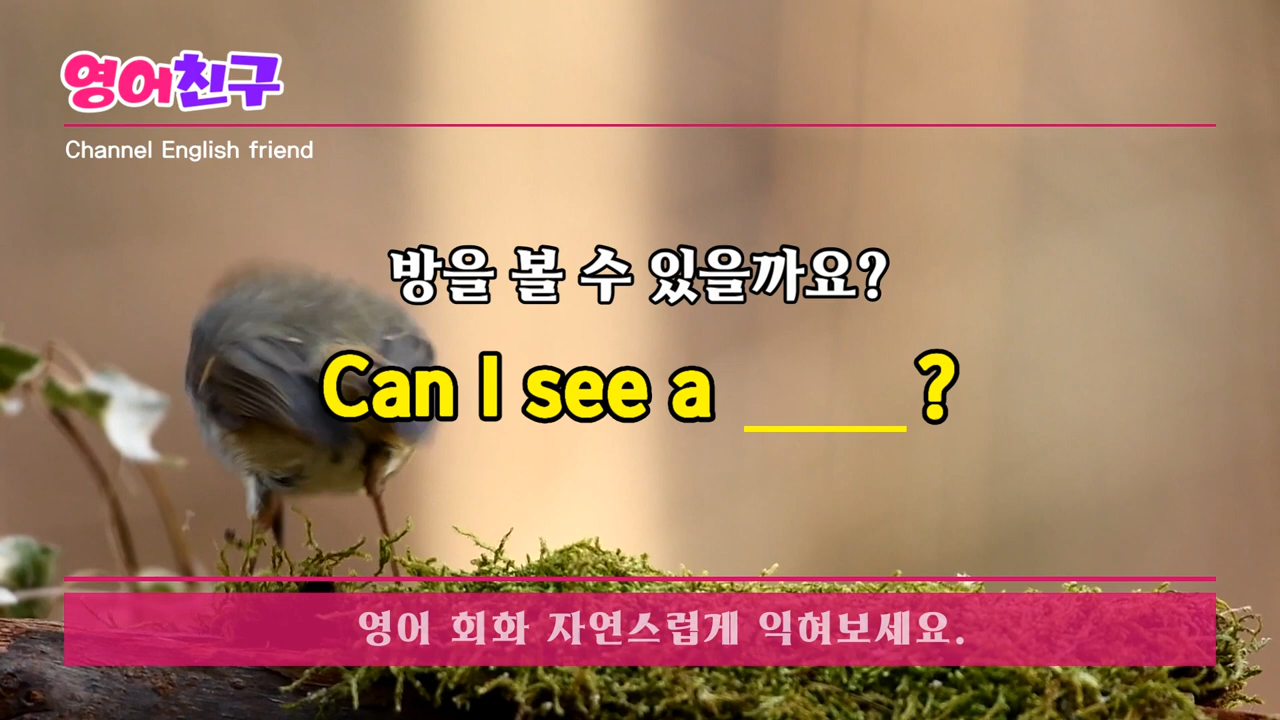 영어친구
Channel English friend
방을 볼 수 있을까요?
Can I see a ____ ?
영어 회화 자연스럽게 익혀보세요.